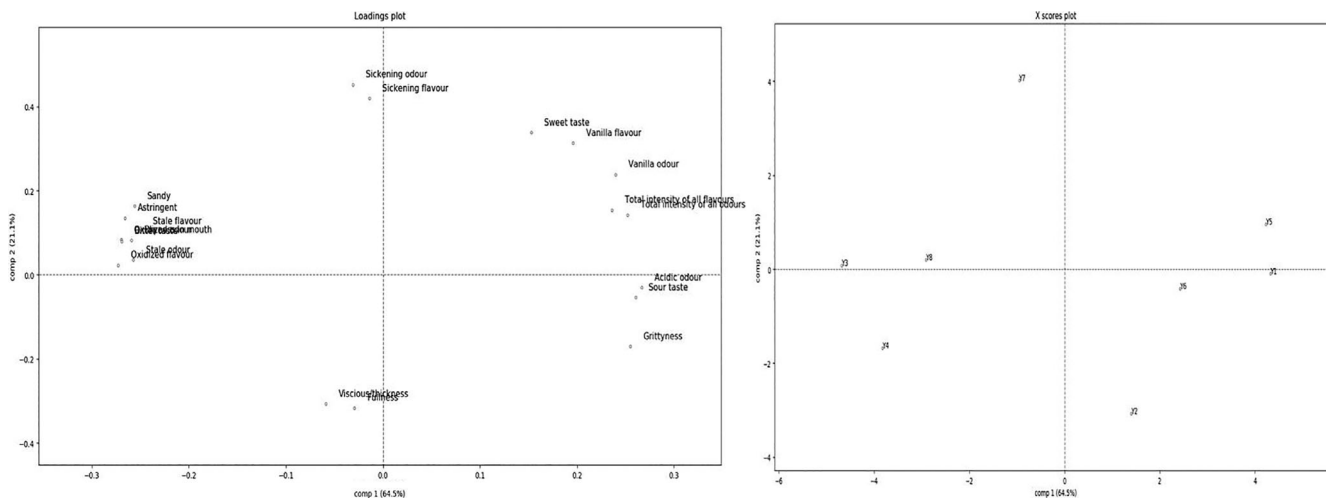 Loadings plot
Sickening odour
Sickening flavour
Sweet taste
Vanilla flavour
Vanilla odour
Total intensity of all flavours
Total intensity of all odours
Sandy
Astringent
Stale flavour
mouth
Stale odour
Oxidized flavour
Acidic odour
Sour taste
Grittyness
Viscious/thickness
Fullness
0.4
0.2
0.0
−0.2
−0.4
comp 2 (21.1%)
−0.3
−0.2
−0.1
0.0
0.1
0.2
0.3
comp 1 (64.5%)
X scores plot
Y7
Y5
Y3
Y8
Y1
Y6
Y4
Y2
4
2
0
−2
−4
comp 2 (21.1%)
−6
−4
−2
0
2
4
comp 1 (64.5%)